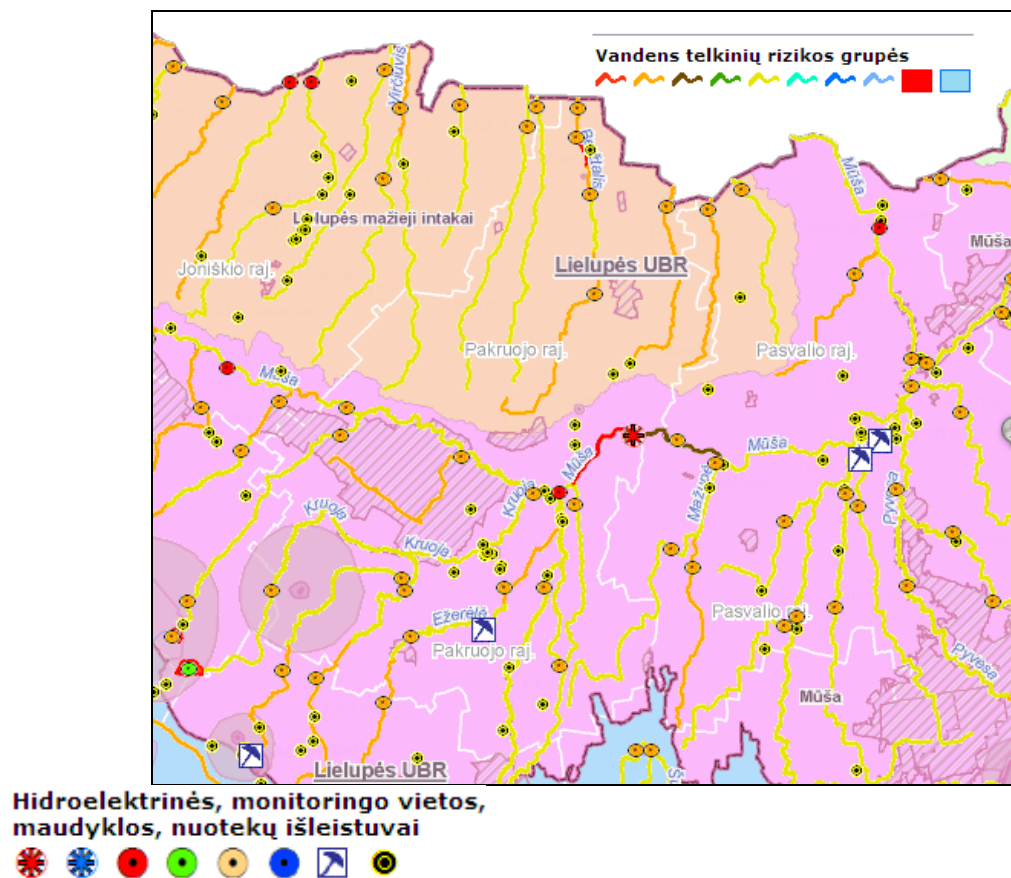 Vandens telkinių rizikos grupės
Virčiuvis
Mūša
Lielupės mažieji intakai
Mūša
Joniškio raj.
Lielupės UBR
Pakruojo raj.
Pasvalio raj.
Mūša
Mūša
Mūša
Kruoja
Mažupė
Kruoja
Pyvesa
Kruoja
Ežerėlė
Pasvalio raj.
Pakruojo raj.
Pyvesa
Mūša
Lielupės UBR
Hidroelektrinės, monitoringo vietos,
maudyklos, nuotekų išleistuvai